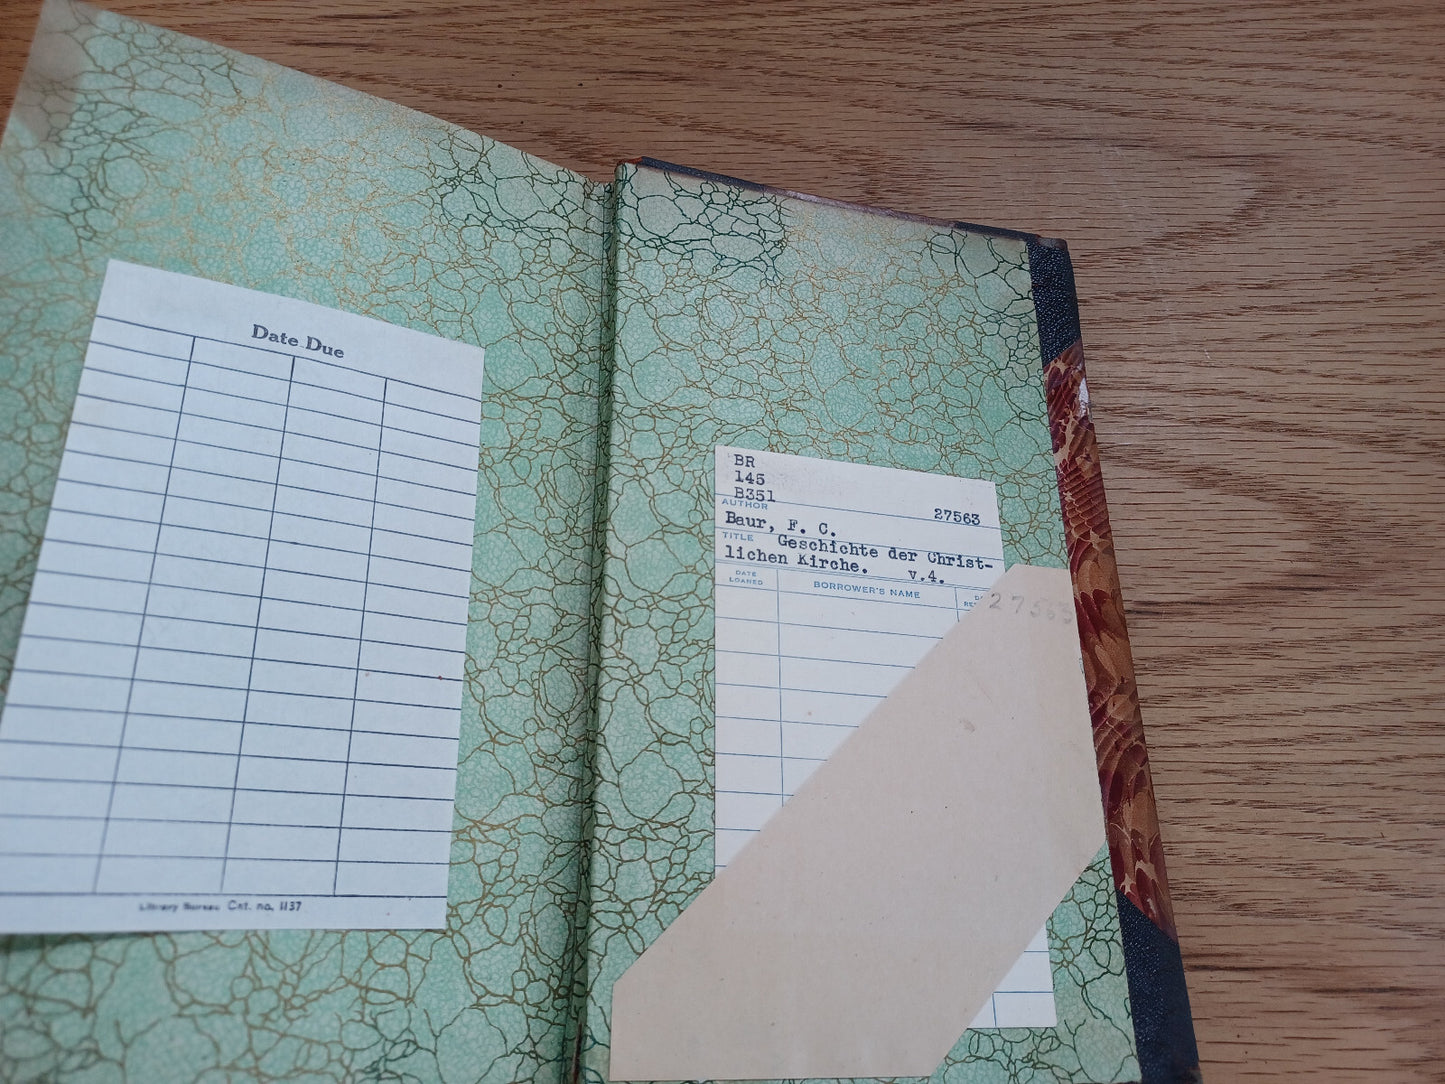 Date Due
Library Bureau Cat. no. 1137
BR
145
B351
AUTHOR
27563
Baur, F. C.
TITLE Geschichte der Christ-
lichen Kirche. v.4.
DATE
LOANED
BORROWER'S NAME
27563